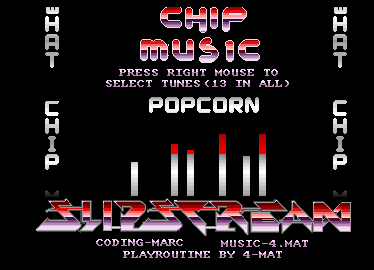 CHIP
MUSIC
PRESS RIGHT MOUSE TO
SELECT TUNES(13 IN ALL)
POPCORN
WHAT
CHIP
WHAT
CHIP
SLIPSTREAM
CODING-MARC MUSIC-4.MAT
PLAYROUTINE BY 4-MAT